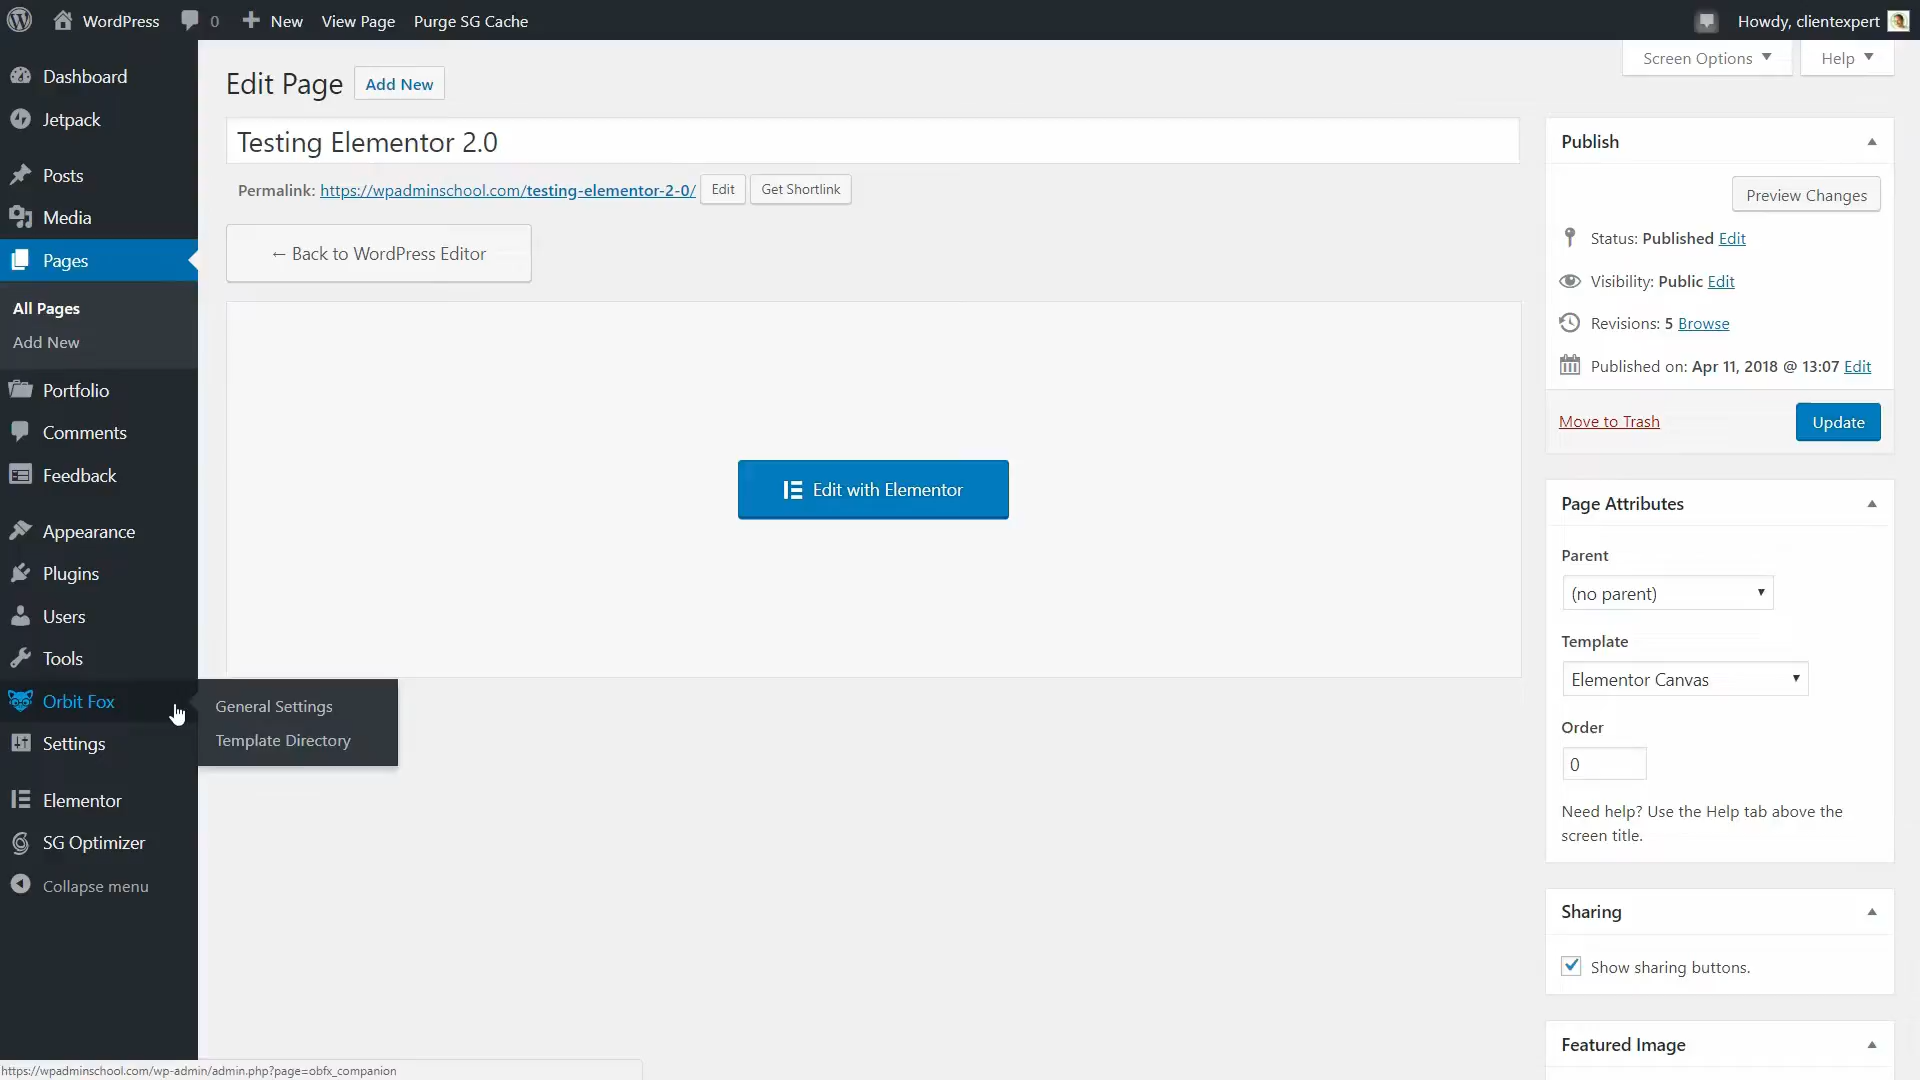 WordPress 0 New View Page Purge SG Cache Howdy, clientexpert
Screen Options Help
Dashboard
Jetpack
Posts
Media
Pages
All Pages
Add New
Portfolio
Comments
Feedback
Appearance
Plugins
Users
Tools
Orbit Fox
Settings
Elementor
SG Optimizer
Collapse menu
General Settings
Template Directory
Edit Page Add New
Testing Elementor 2.0
Permalink: https://wpadminschool.com/testing-elementor-2-0/ Edit Get Shortlink
← Back to WordPress Editor
Edit with Elementor
Publish
Preview Changes
Status: Published Edit
Visibility: Public Edit
Revisions: 5 Browse
Published on: Apr 11, 2018 @ 13:07 Edit
Move to Trash Update
Page Attributes
Parent
(no parent)
Template
Elementor Canvas
Order
0
Need help? Use the Help tab above the
screen title.
Sharing
Show sharing buttons.
Featured Image
https://wpadminschool.com/wp-admin/admin.php?page=obfx_companion